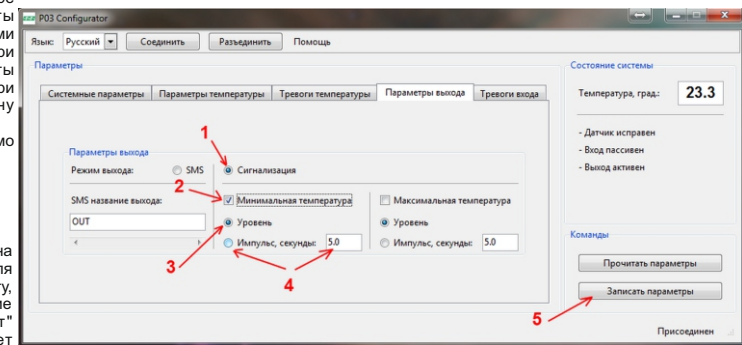 P03 Configurator
Язык: Русский Соединить Разъединить Помощь
Параметры
Системные параметры Параметры температуры Тревоги температуры Параметры выхода Тревоги входа
Параметры выхода
Режим выхода: SMS Сигнализация
SMS название выхода: Минимальная температура Максимальная температура
OUT Уровень Уровень
Импульс, секунды: 5.0 Импульс, секунды: 5.0
1
2
3
4
5
Состояние системы
Температура, град.: 23.3
- Датчик исправен
- Вход пассивен
- Выход активен
Команды
Прочитать параметры
Записать параметры
Присоединен